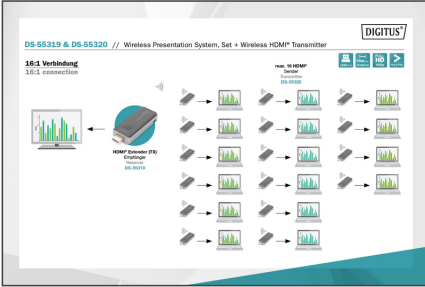 DIGITUS®
DS-55319 & DS-55320 // Wireless Presentation System, Set + Wireless HDMI® Transmitter
16:1 Verbindung
16:1 connection
max. 16 HDMI®
Sender
Transmitter
DS-55320
HD
HDMI® Extender (TX)
Empfänger
Receiver
DS-55319